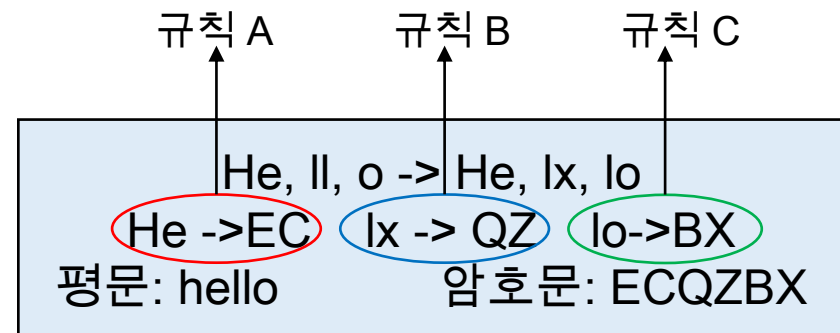 규칙 A 규칙 B 규칙 C
He, ll, o -> He, lx, lo
He ->EC lx -> QZ lo->BX
평문: hello 암호문: ECQZBX